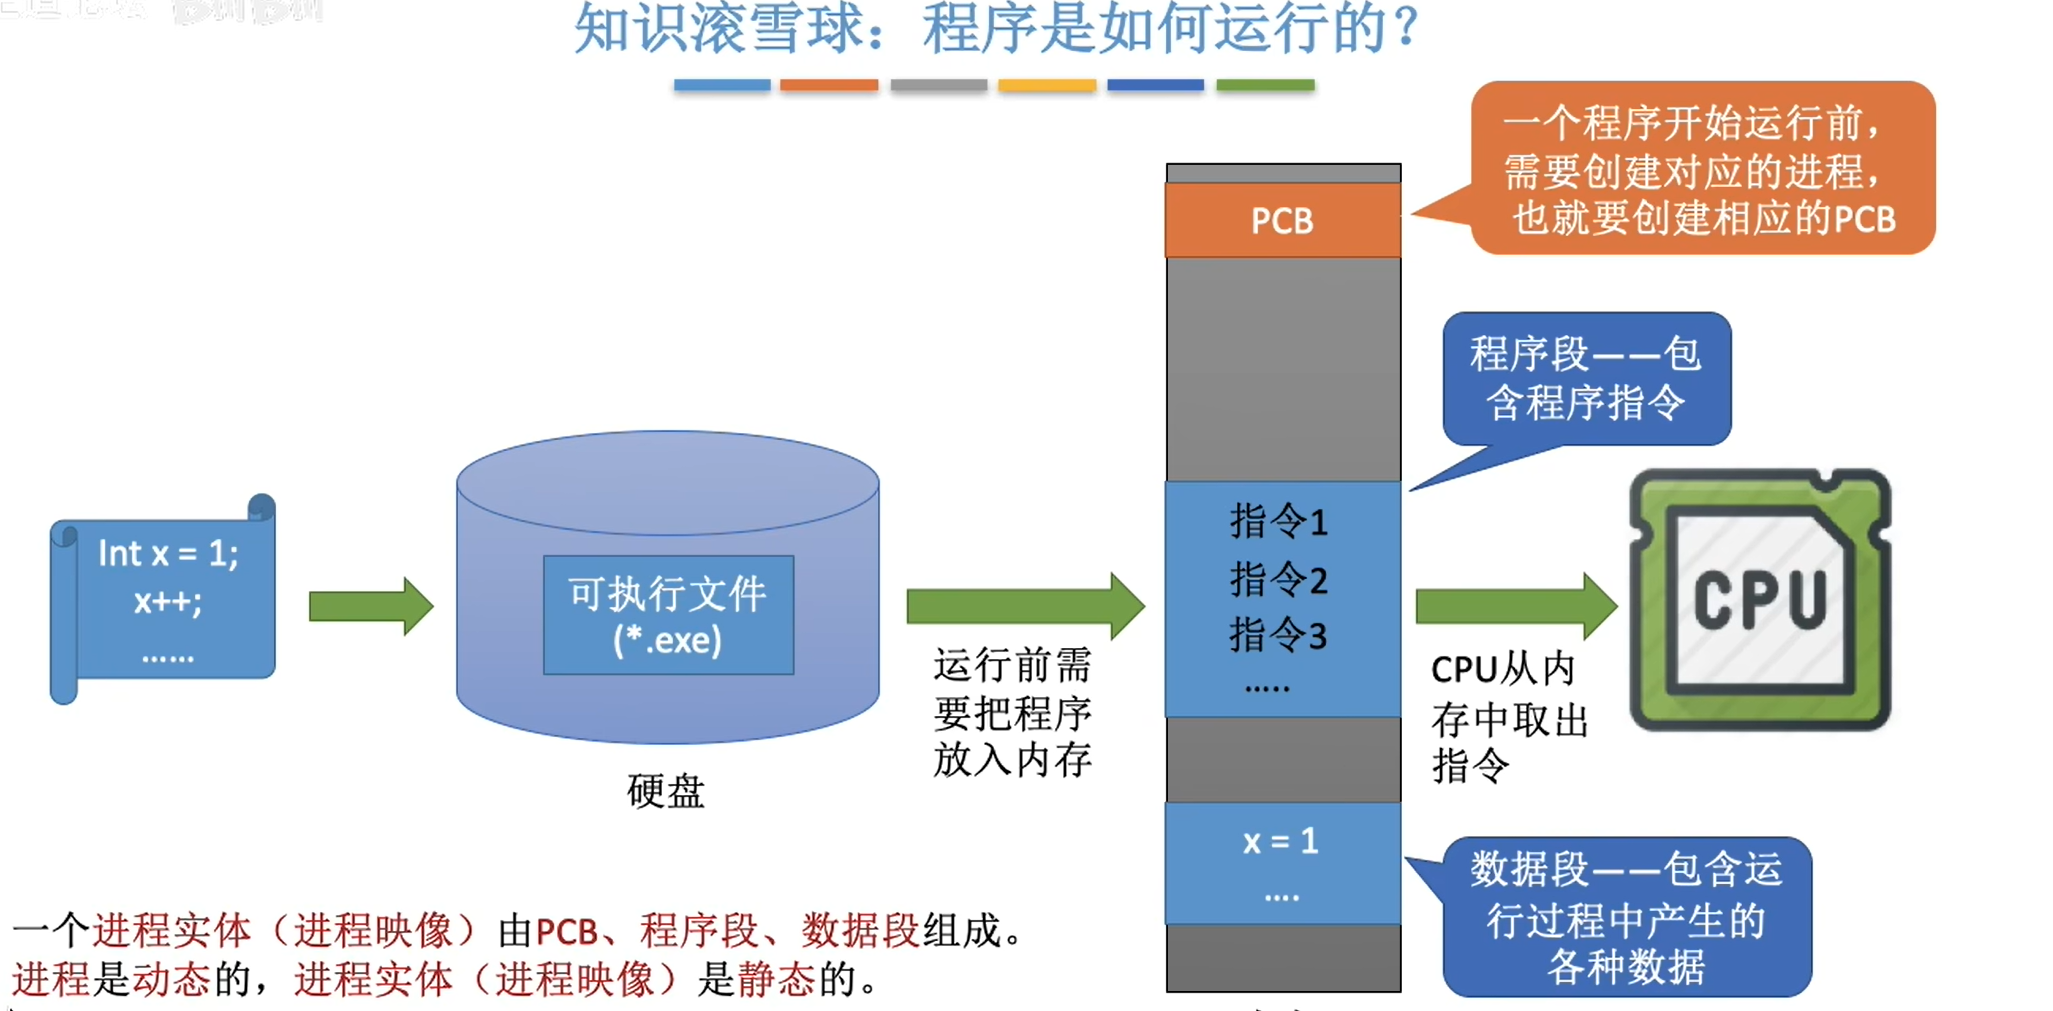 知识滚雪球：程序是如何运行的？
一个程序开始运行前，
需要创建对应的进程，
也就要创建相应的PCB
PCB
程序段——包
含程序指令
Int x = 1;
x++;
……
可执行文件
(*.exe)
硬盘
运行前需
要把程序
放入内存
指令1
指令2
指令3
…..
CPU从内
存中取出
指令
CPU
x = 1
….
数据段——包含运
行过程中产生的
各种数据
一个进程实体（进程映像）由PCB、程序段、数据段组成。
进程是动态的，进程实体（进程映像）是静态的。